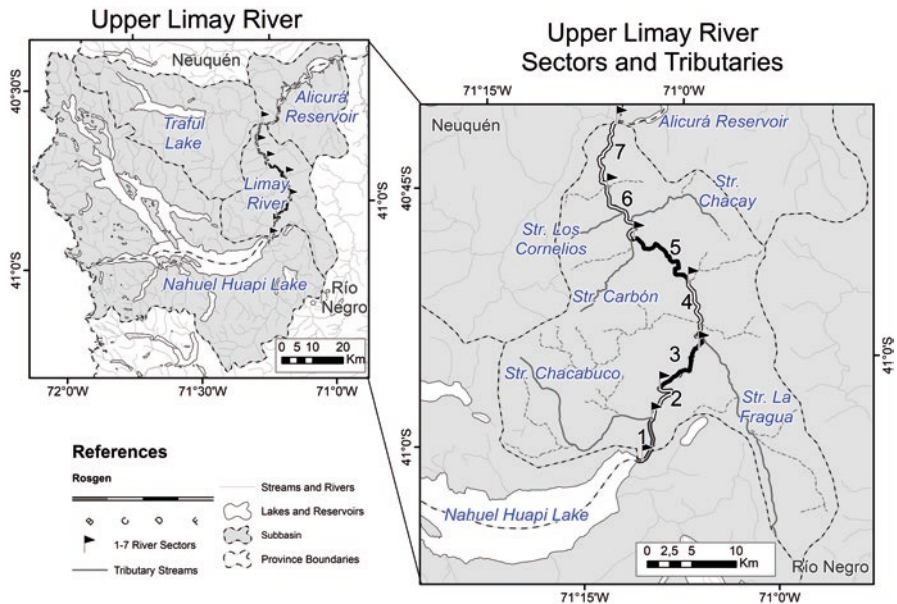 Upper Limay River
Neuquén
Alicurá
Reservoir
Traful
Lake
Limay
River
Nahuel Huapi Lake
Río
Negro
0 5 10 20
Km
40°30'S
41°0'S
41°0'S
72°0'W
71°30'W
71°0'W
References
Rosgen
B C D F
1-7 River Sectors
Tributary Streams
Streams and Rivers
Lakes and Reservoirs
Subbasin
Province Boundaries
Upper Limay River
Sectors and Tributaries
71°15'W
71°0'W
Neuquén
Alicurá Reservoir
7
40°45'S
6
Str.
Chacay
Str. Los
Cornelios
5
Str. Carbón
4
3
41°0'S
Str. Chacabuco
2
Str. La
Fragua
1
41°0'S
Nahuel Huapi Lake
0 2,5 5 10
Km
Río Negro
71°15'W
71°0'W